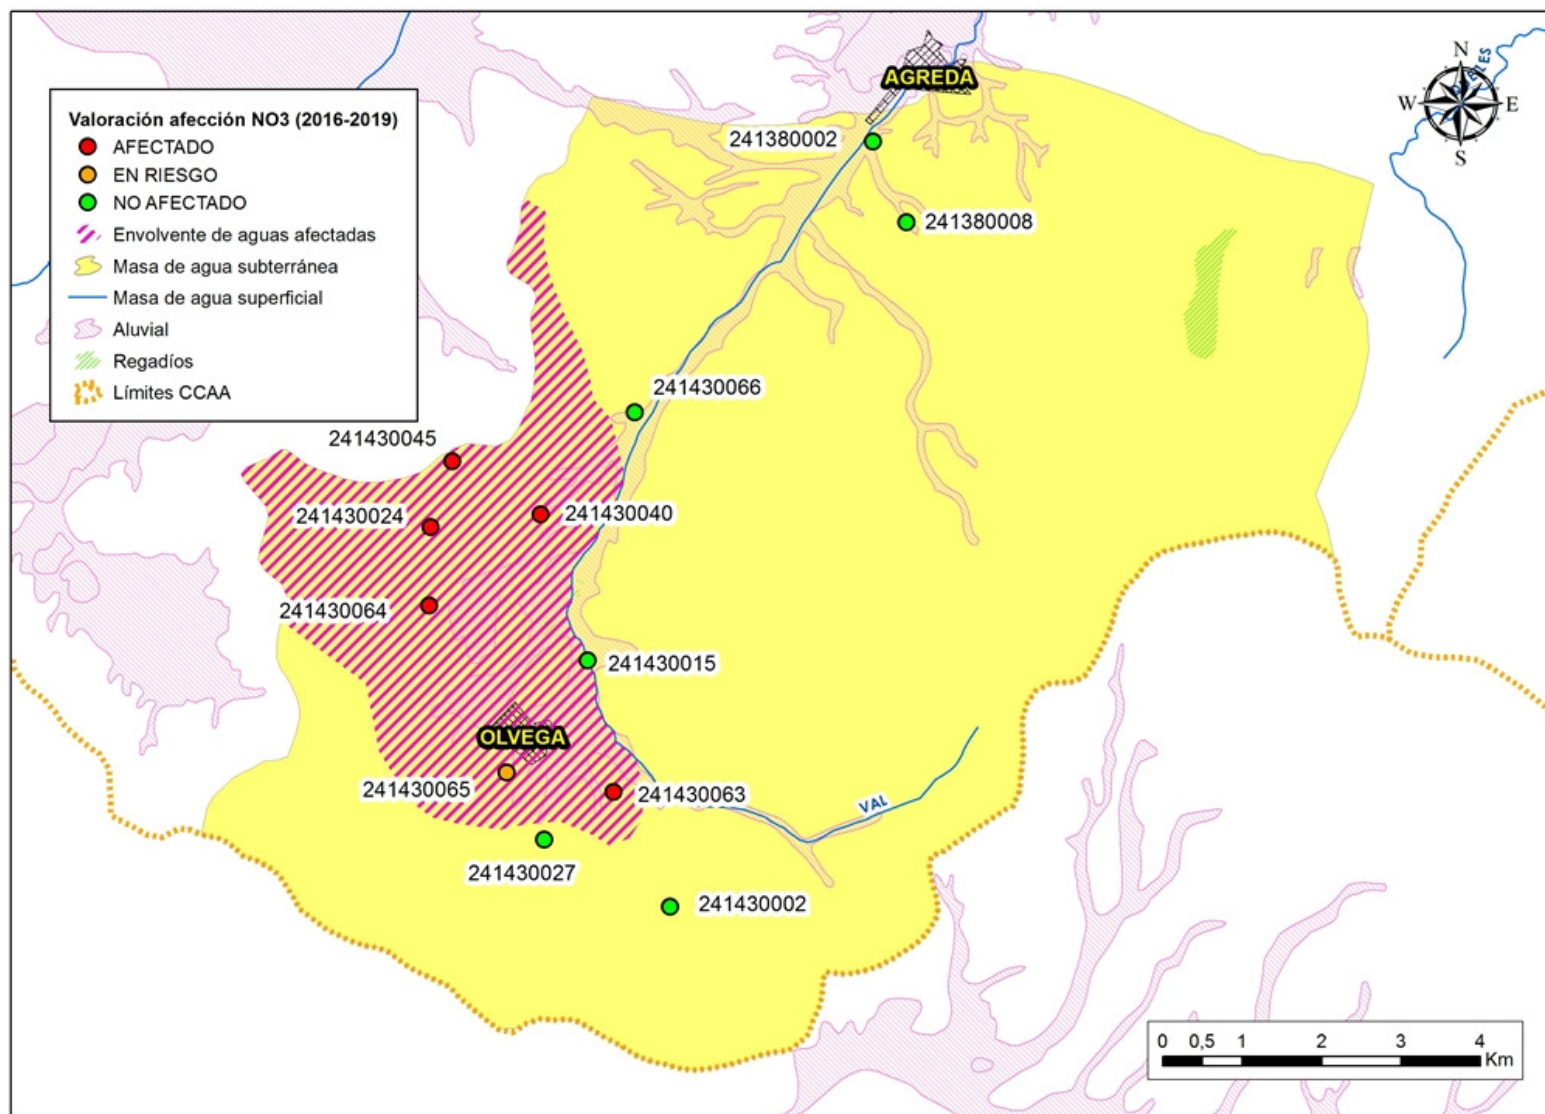 AGREDA
N
W
E
S
Valoración afección NO3 (2016-2019)
AFECTADO
EN RIESGO
NO AFECTADO
Envolvente de aguas afectadas
Masa de agua subterránea
Masa de agua superficial
Aluvial
Regadíos
Límites CCAA
241380002
241380008
241430066
241430045
241430024
241430040
241430064
241430015
OLVEGA
241430065
241430063
VAL
241430027
241430002
0 0,5 1 2 3 4
Km